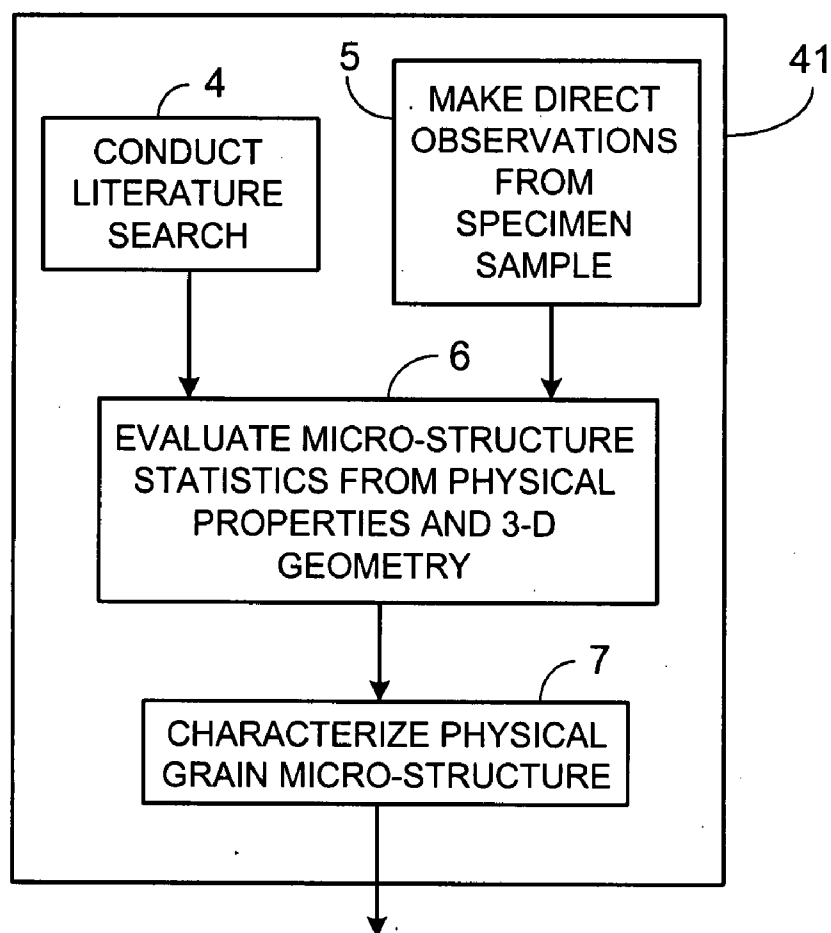 4
CONDUCT
LITERATURE
SEARCH
5
MAKE DIRECT
OBSERVATIONS
FROM
SPECIMEN
SAMPLE
41
6
EVALUATE MICRO-STRUCTURE
STATISTICS FROM PHYSICAL
PROPERTIES AND 3-D
GEOMETRY
7
CHARACTERIZE PHYSICAL
GRAIN MICRO-STRUCTURE